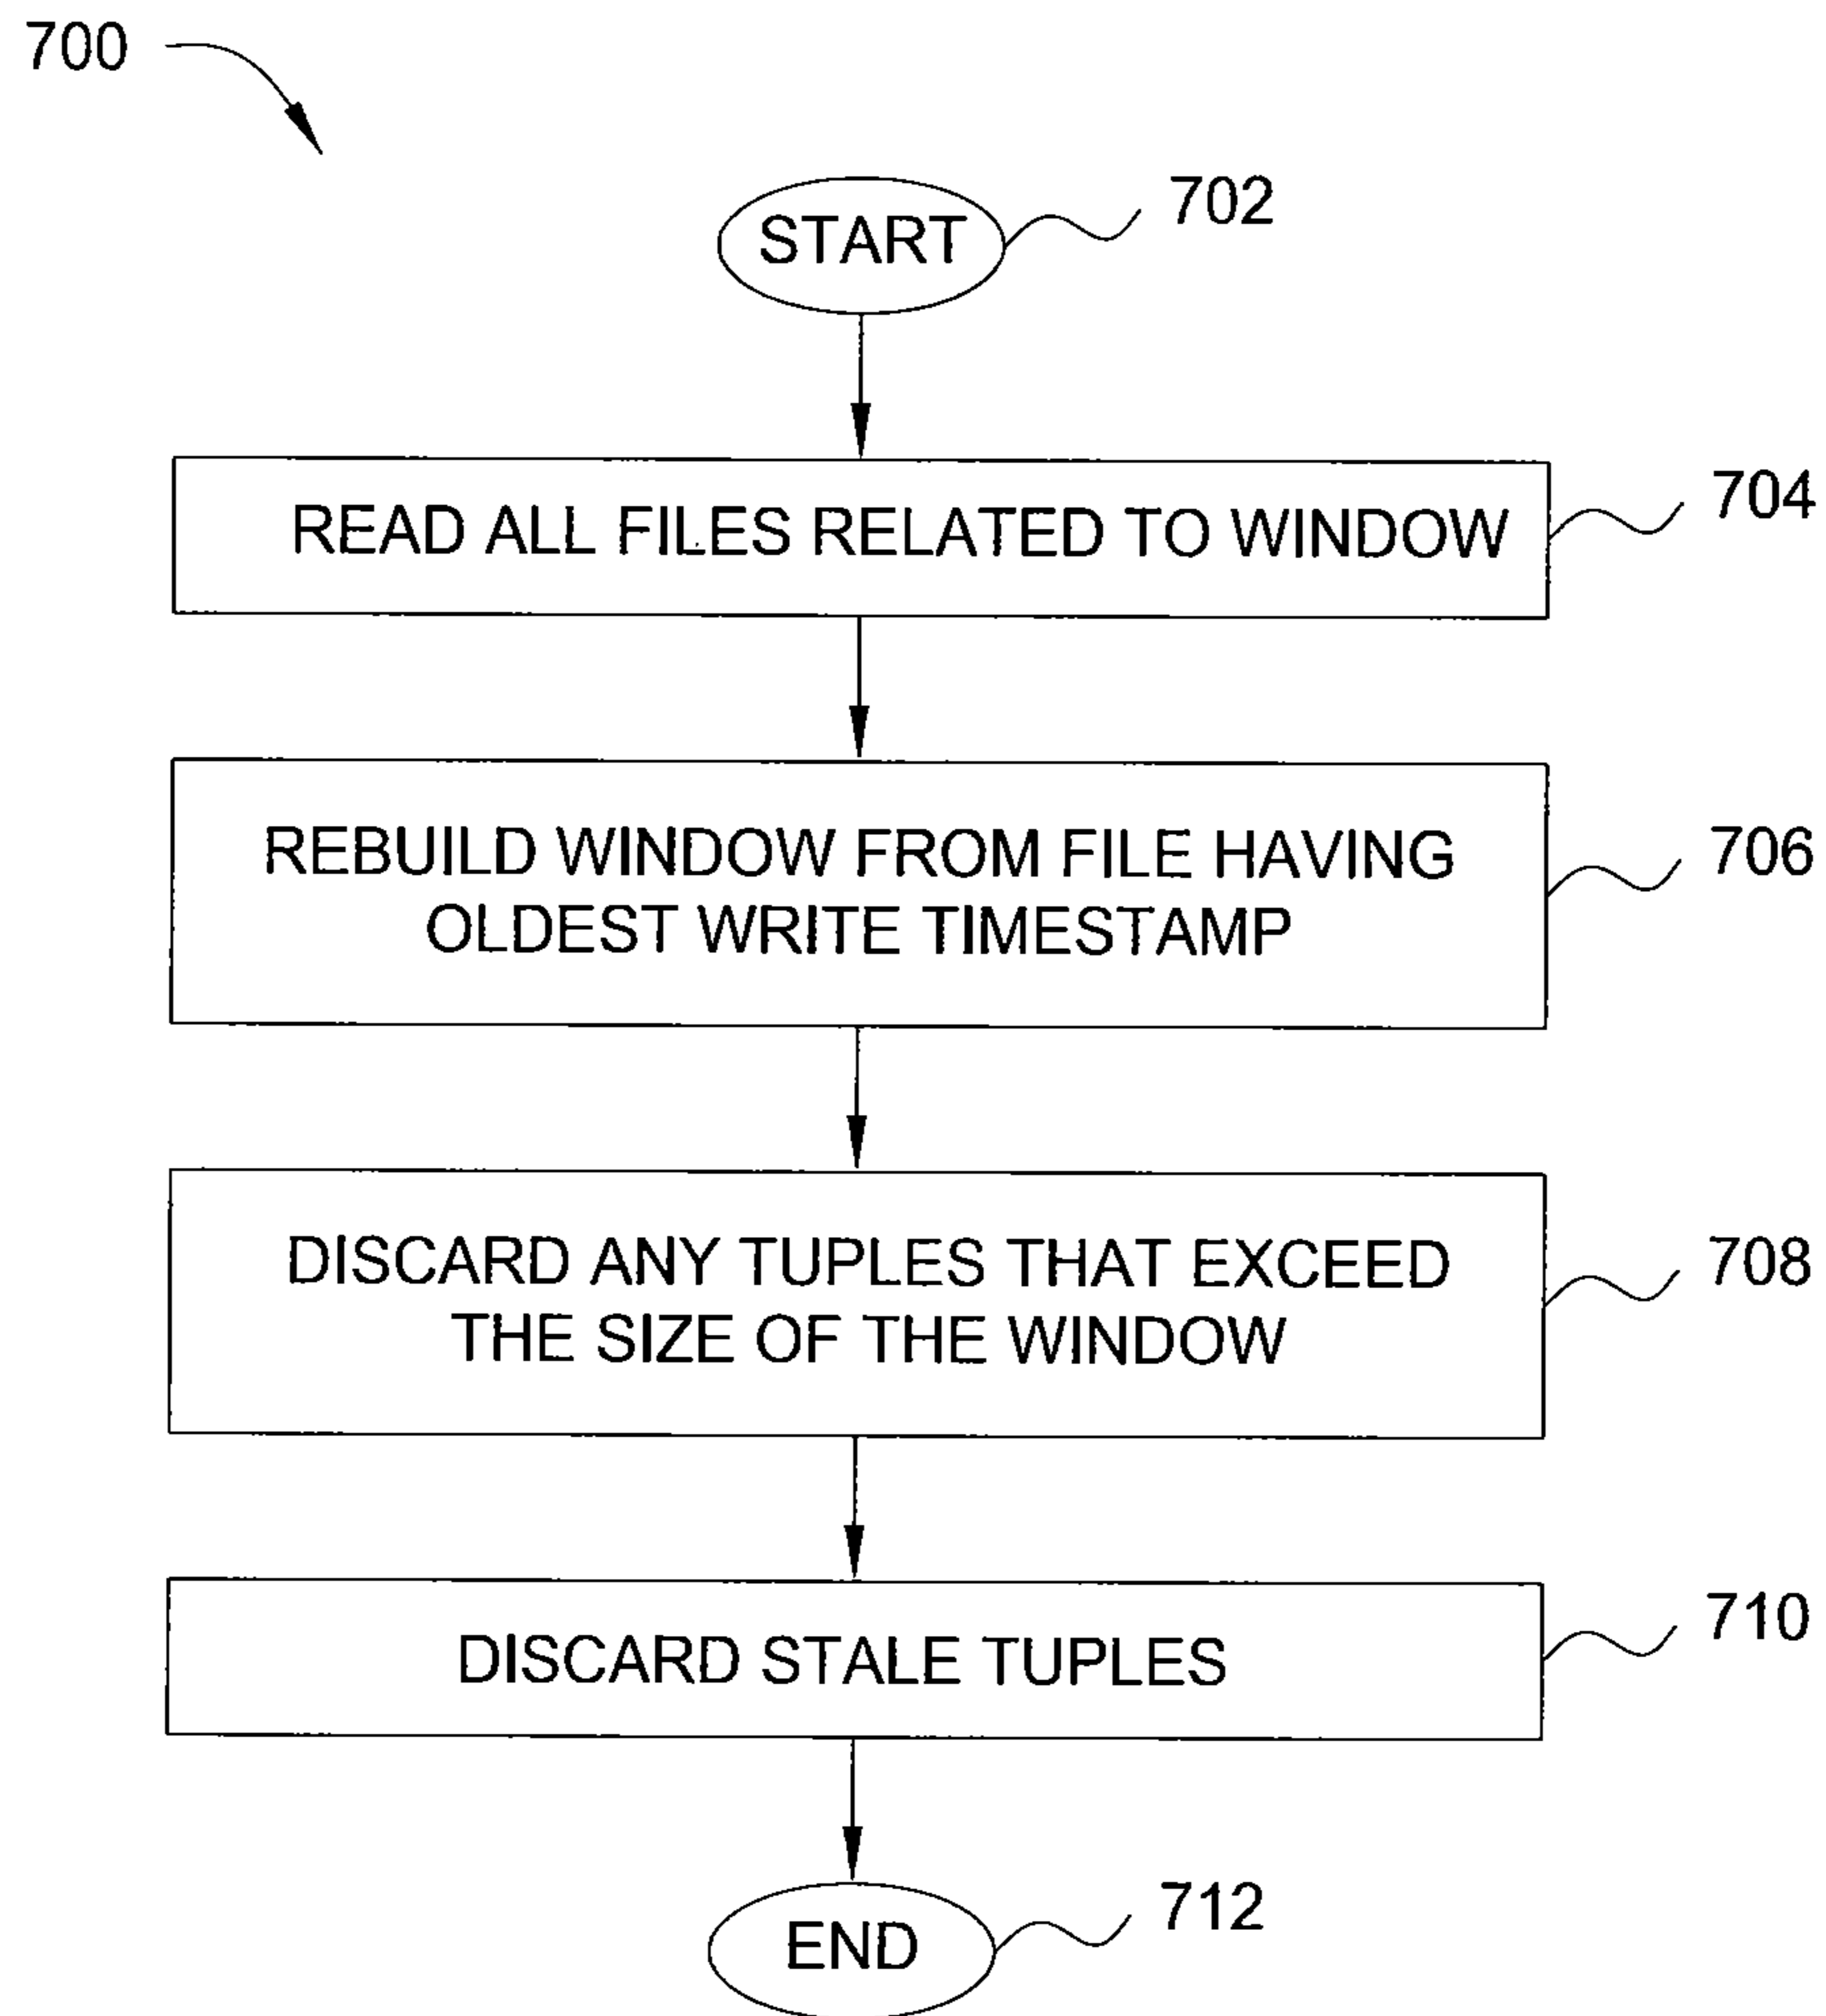 700
START
702
READ ALL FILES RELATED TO WINDOW
704
REBUILD WINDOW FROM FILE HAVING
OLDEST WRITE TIMESTAMP
706
DISCARD ANY TUPLES THAT EXCEED
THE SIZE OF THE WINDOW
708
DISCARD STALE TUPLES
710
END
712